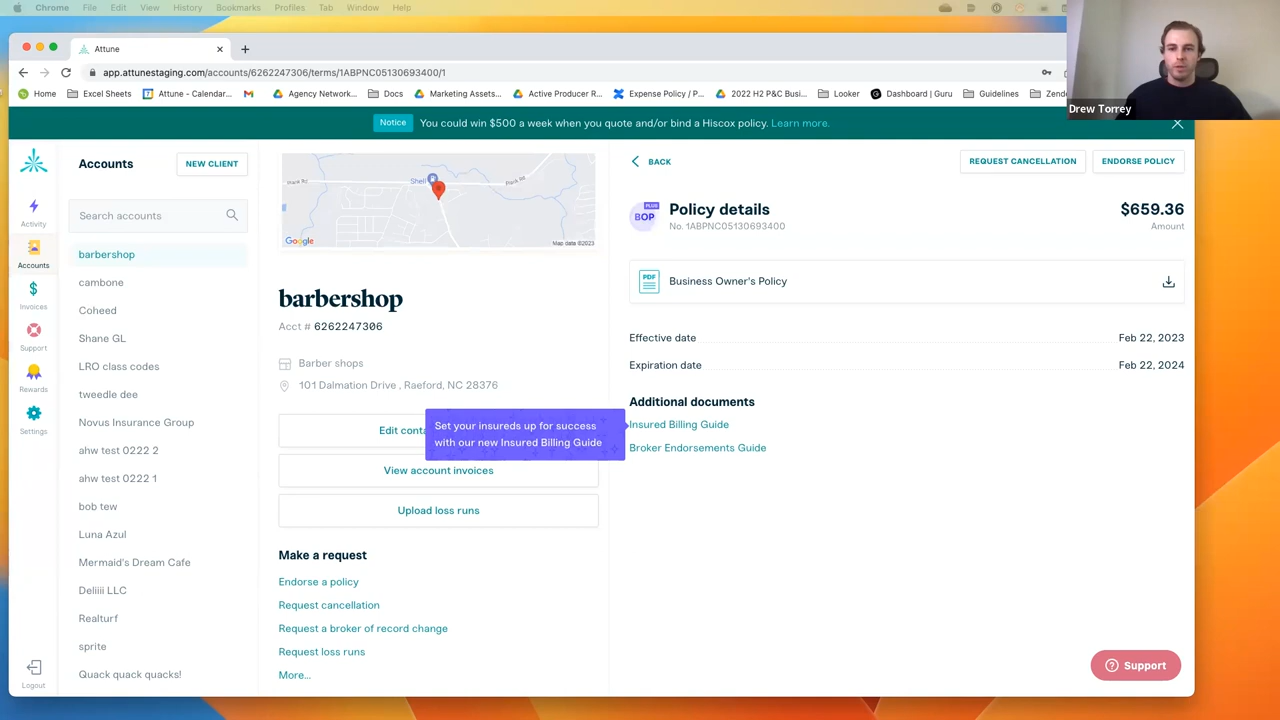 Chrome File Edit View History Bookmarks Profiles Tab Window Help
Attune
app.attunestaging.com/accounts/6262247306/terms/1ABPNC05130693400/1
Home Excel Sheets Attune - Calendar... Agency Network... Docs Marketing Assets... Active Producer R... Expense Policy / P... 2022 H2 P&C Busi... Looker Dashboard | Guru Guidelines Zend
Drew Torrey
Notice You could win $500 a week when you quote and/or bind a Hiscox policy. Learn more.
Activity
Accounts
Invoices
Support
Rewards
Settings
Logout
Accounts
NEW CLIENT
Search accounts
barbershop
cambone
Coheed
Shane GL
LRO class codes
tweedle dee
Novus Insurance Group
ahw test 0222 2
ahw test 0222 1
bob tew
Luna Azul
Mermaid's Dream Cafe
Deliiii LLC
Realturf
sprite
Quack quack quacks!
Shell
Google
Map data ©2023
barbershop
Acct # 6262247306
Barber shops
101 Dalmation Drive , Raeford, NC 28376
Edit conta
View account invoices
Upload loss runs
Make a request
Endorse a policy
Request cancellation
Request a broker of record change
Request loss runs
More...
BACK
REQUEST CANCELLATION
ENDORSE POLICY
PLUS
BOP
Policy details
No. 1ABPNC05130693400
$659.36
Amount
PDF
Business Owner's Policy
Effective date Feb 22, 2023
Expiration date Feb 22, 2024
Additional documents
Set your insureds up for success
with our new Insured Billing Guide
Insured Billing Guide
Broker Endorsements Guide
Support